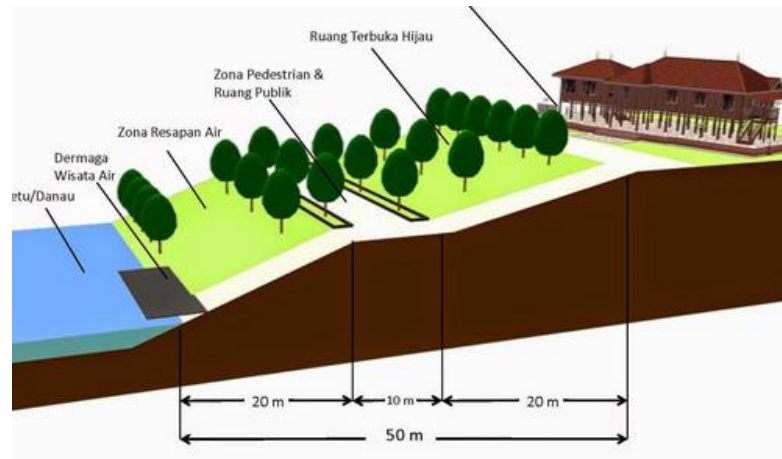 Ruang Terbuka Hijau
Zona Pedestrian &
Ruang Publik
Zona Resapan Air
Dermaga
Wisata Air
etu/Danau
20 m
10 m
20 m
50 m